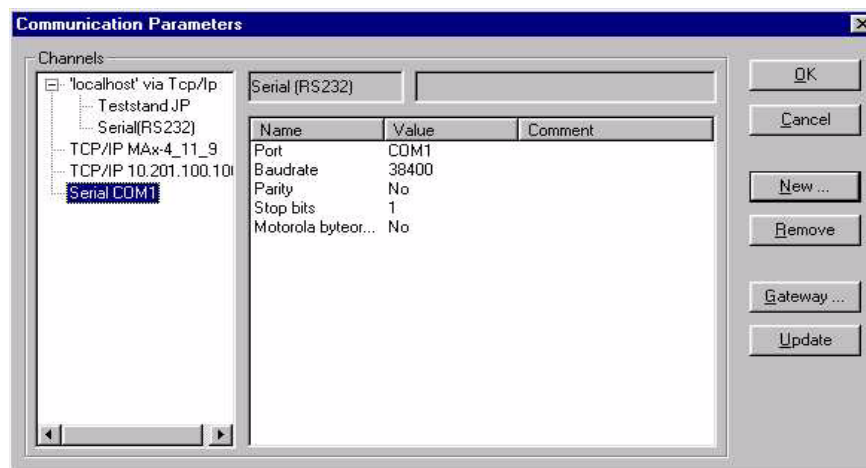 Communication Parameters
Channels
'localhost' via Tcp/Ip
Teststand JP
Serial(RS232)
TCP/IP MAx-4_11_9
TCP/IP 10.201.100.10
Serial COM1
Serial (RS232)
Name Value Comment
Port COM1
Baudrate 38400
Parity No
Stop bits 1
Motorola byteor... No
OK
Cancel
New ...
Remove
Gateway ...
Update